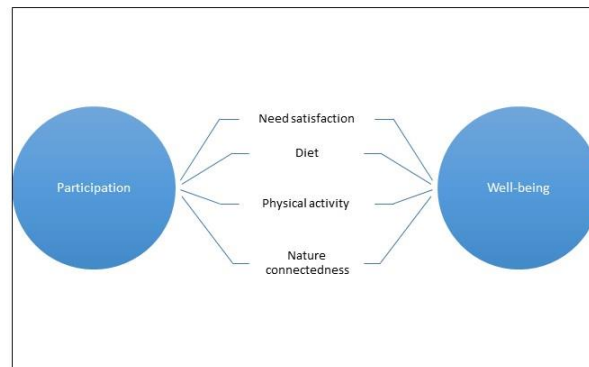 Need satisfaction
Diet
Participation
Well-being
Physical activity
Nature
connectedness